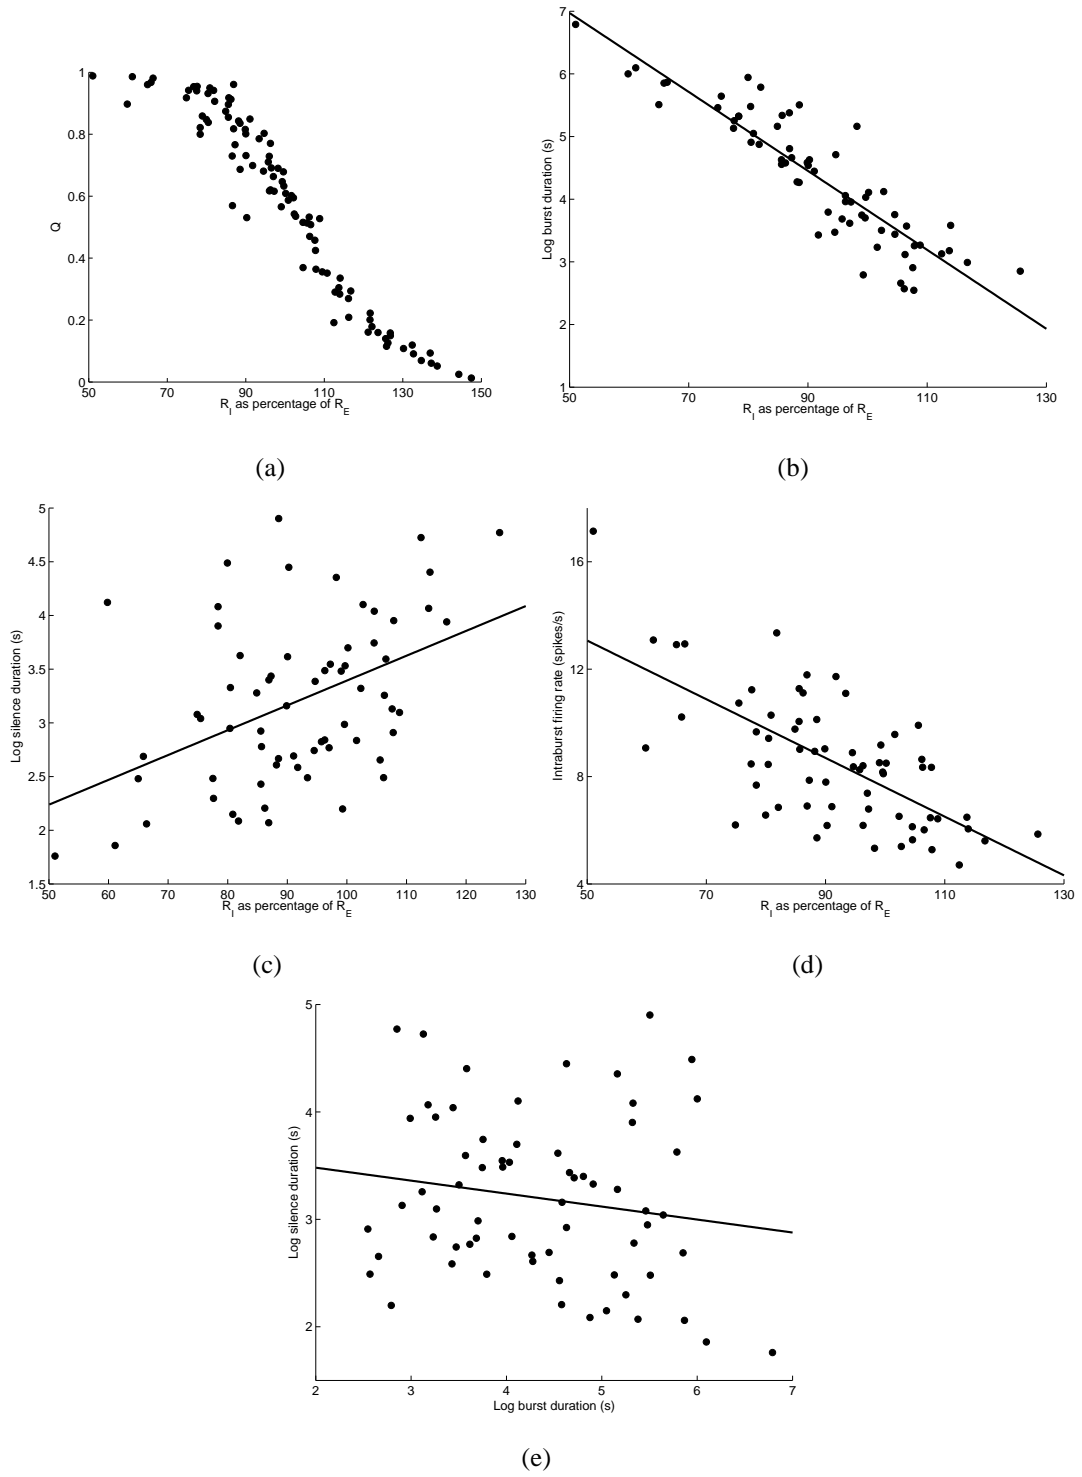 1
0.8
0.6
0.4
0.2
0
Q
50 70 90 110 130 150
R_I as percentage of R_E
(a)
7
6
5
4
3
2
1
Log burst duration (s)
50 70 90 110 130
R_I as percentage of R_E
(b)
5
4.5
4
3.5
3
2.5
2
1.5
Log silence duration (s)
50 60 70 80 90 100 110 120 130
R_I as percentage of R_E
(c)
16
12
8
4
Intraburst firing rate (spikes/s)
50 70 90 110 130
R_I as percentage of R_E
(d)
5
4
3
2
Log silence duration (s)
2 3 4 5 6 7
Log burst duration (s)
(e)